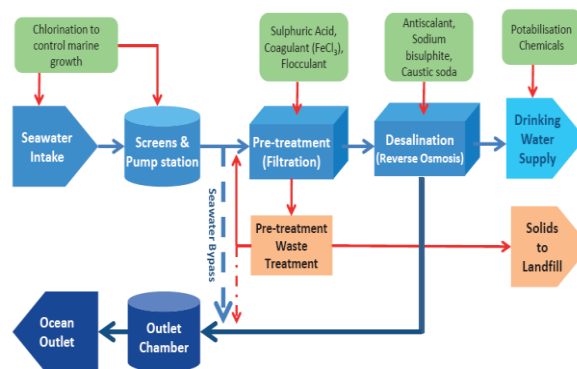 Chlorination to
control marine
growth
Sulphuric Acid,
Coagulant (FeCl₃),
Flocculant
Antiscalant,
Sodium
bisulphite,
Caustic soda
Potabilisation
Chemicals
Seawater
Intake
Screens &
Pump station
Pre-treatment
(Filtration)
Desalination
(Reverse Osmosis)
Drinking
Water
Supply
Seawater Bypass
Pre-treatment
Waste
Treatment
Solids
to
Landfill
Ocean
Outlet
Outlet
Chamber